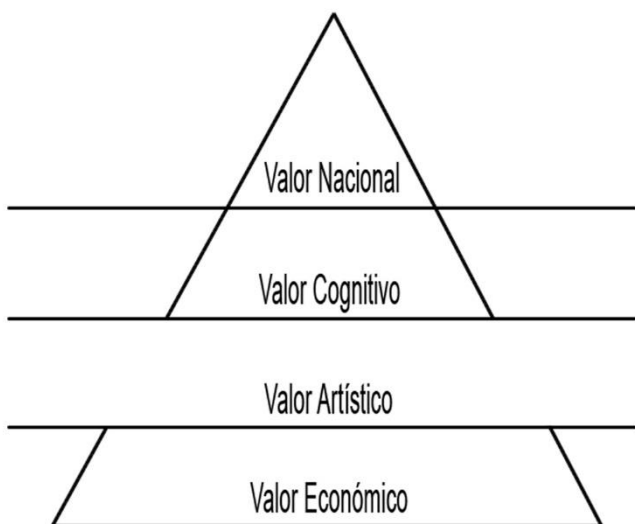 Valor Nacional
Valor Cognitivo
Valor Artístico
Valor Económico